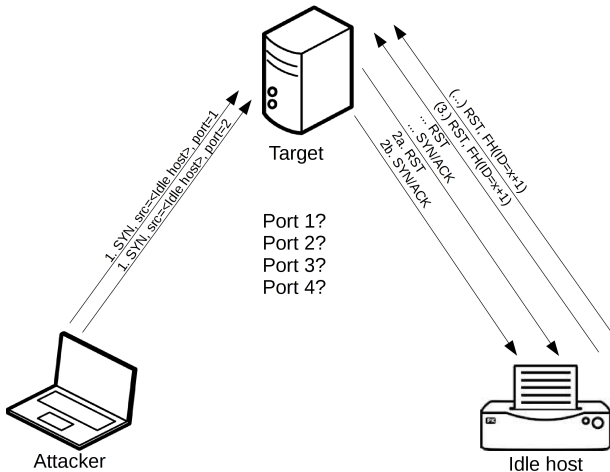 Target
1. SYN, src=<Idle host>, port=1
1. SYN, src=<Idle host>, port=2
(...) RST, FH(ID=x+1)
(3.) RST, FH(ID=x+1)
... RST
... SYN/ACK
2a. RST
2b. SYN/ACK
Port 1?
Port 2?
Port 3?
Port 4?
Attacker
Idle host